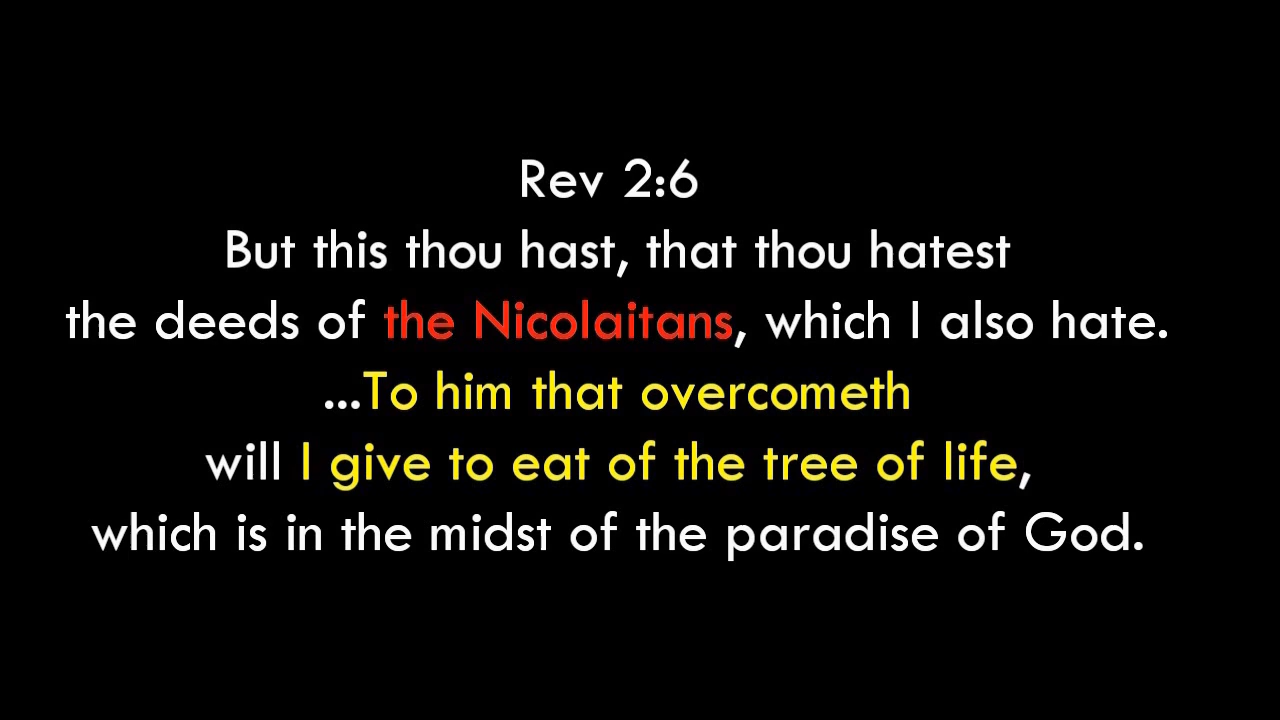 Rev 2:6
But this thou hast, that thou hatest
the deeds of the Nicolaitans, which I also hate.
...To him that overcometh
will I give to eat of the tree of life,
which is in the midst of the paradise of God.